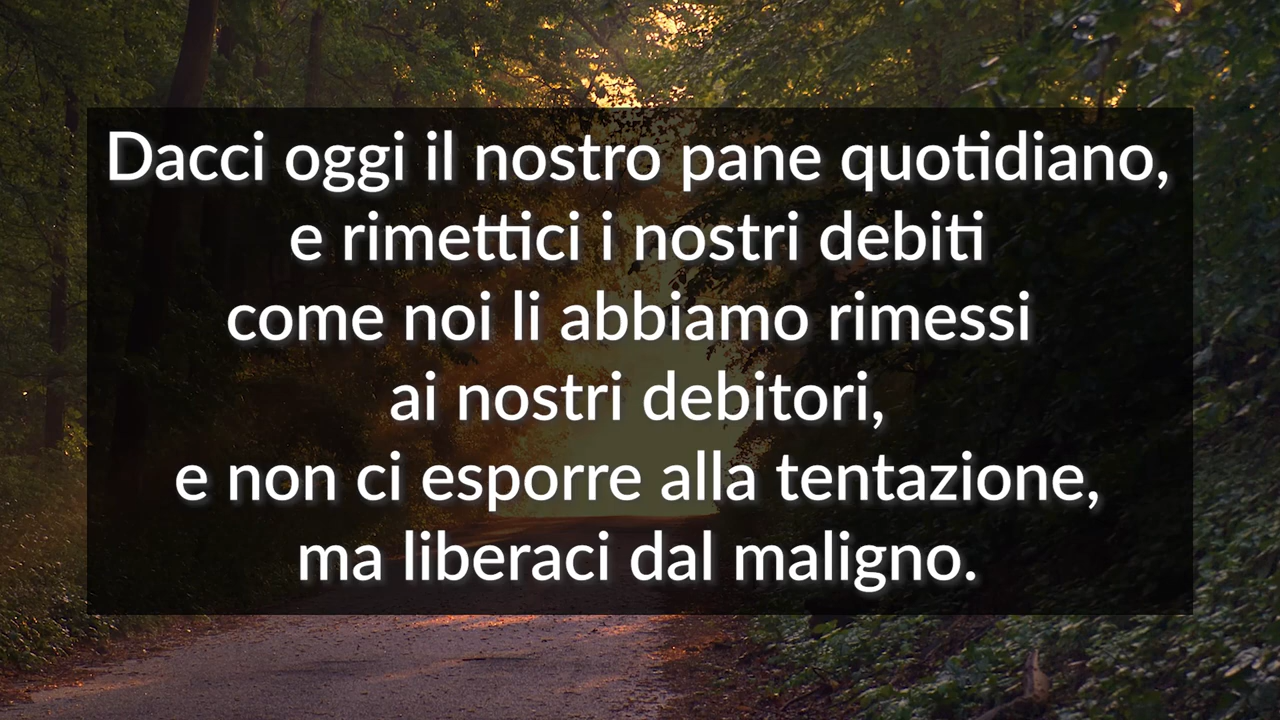 Dacci oggi il nostro pane quotidiano,
e rimettici i nostri debiti
come noi li abbiamo rimessi
ai nostri debitori,
e non ci esporre alla tentazione,
ma liberaci dal maligno.